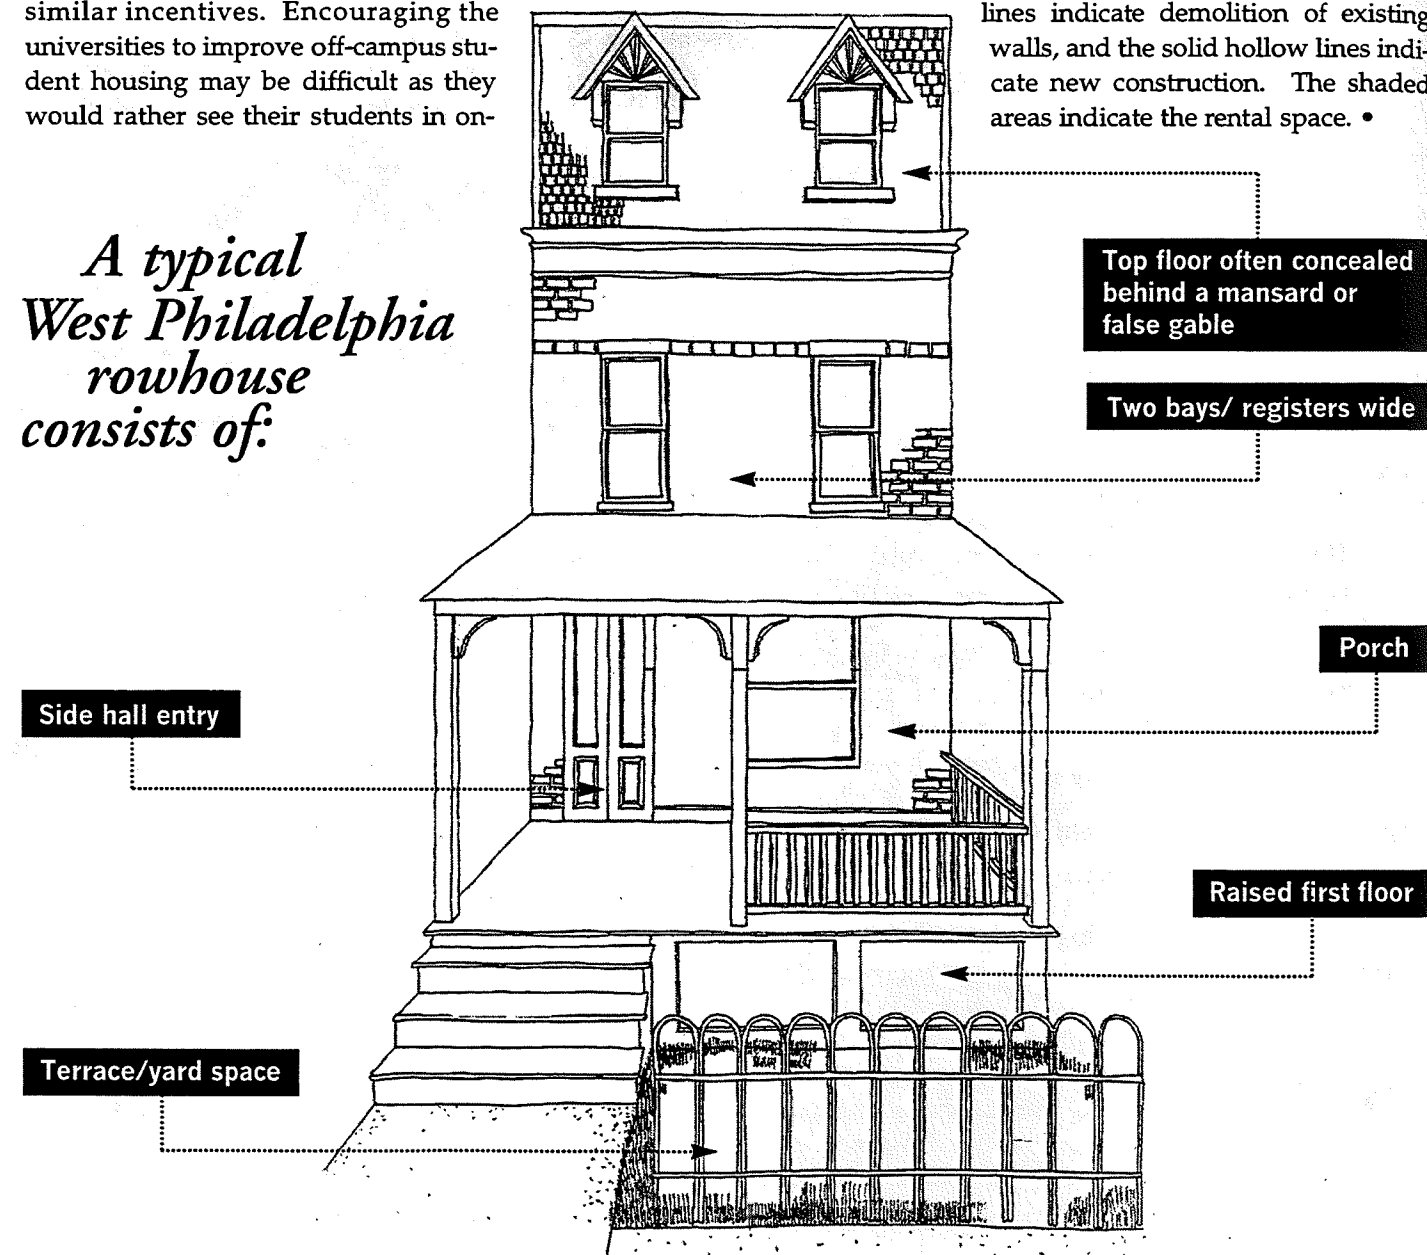 similar incentives. Encouraging the
universities to improve off-campus stu-
dent housing may be difficult as they
would rather see their students in on-
lines indicate demolition of existing
walls, and the solid hollow lines indi-
cate new construction. The shaded
areas indicate the rental space. •
A typical
West Philadelphia
rowhouse
consists of:
Top floor often concealed
behind a mansard or
false gable
Two bays/ registers wide
Porch
Side hall entry
Raised first floor
Terrace/yard space